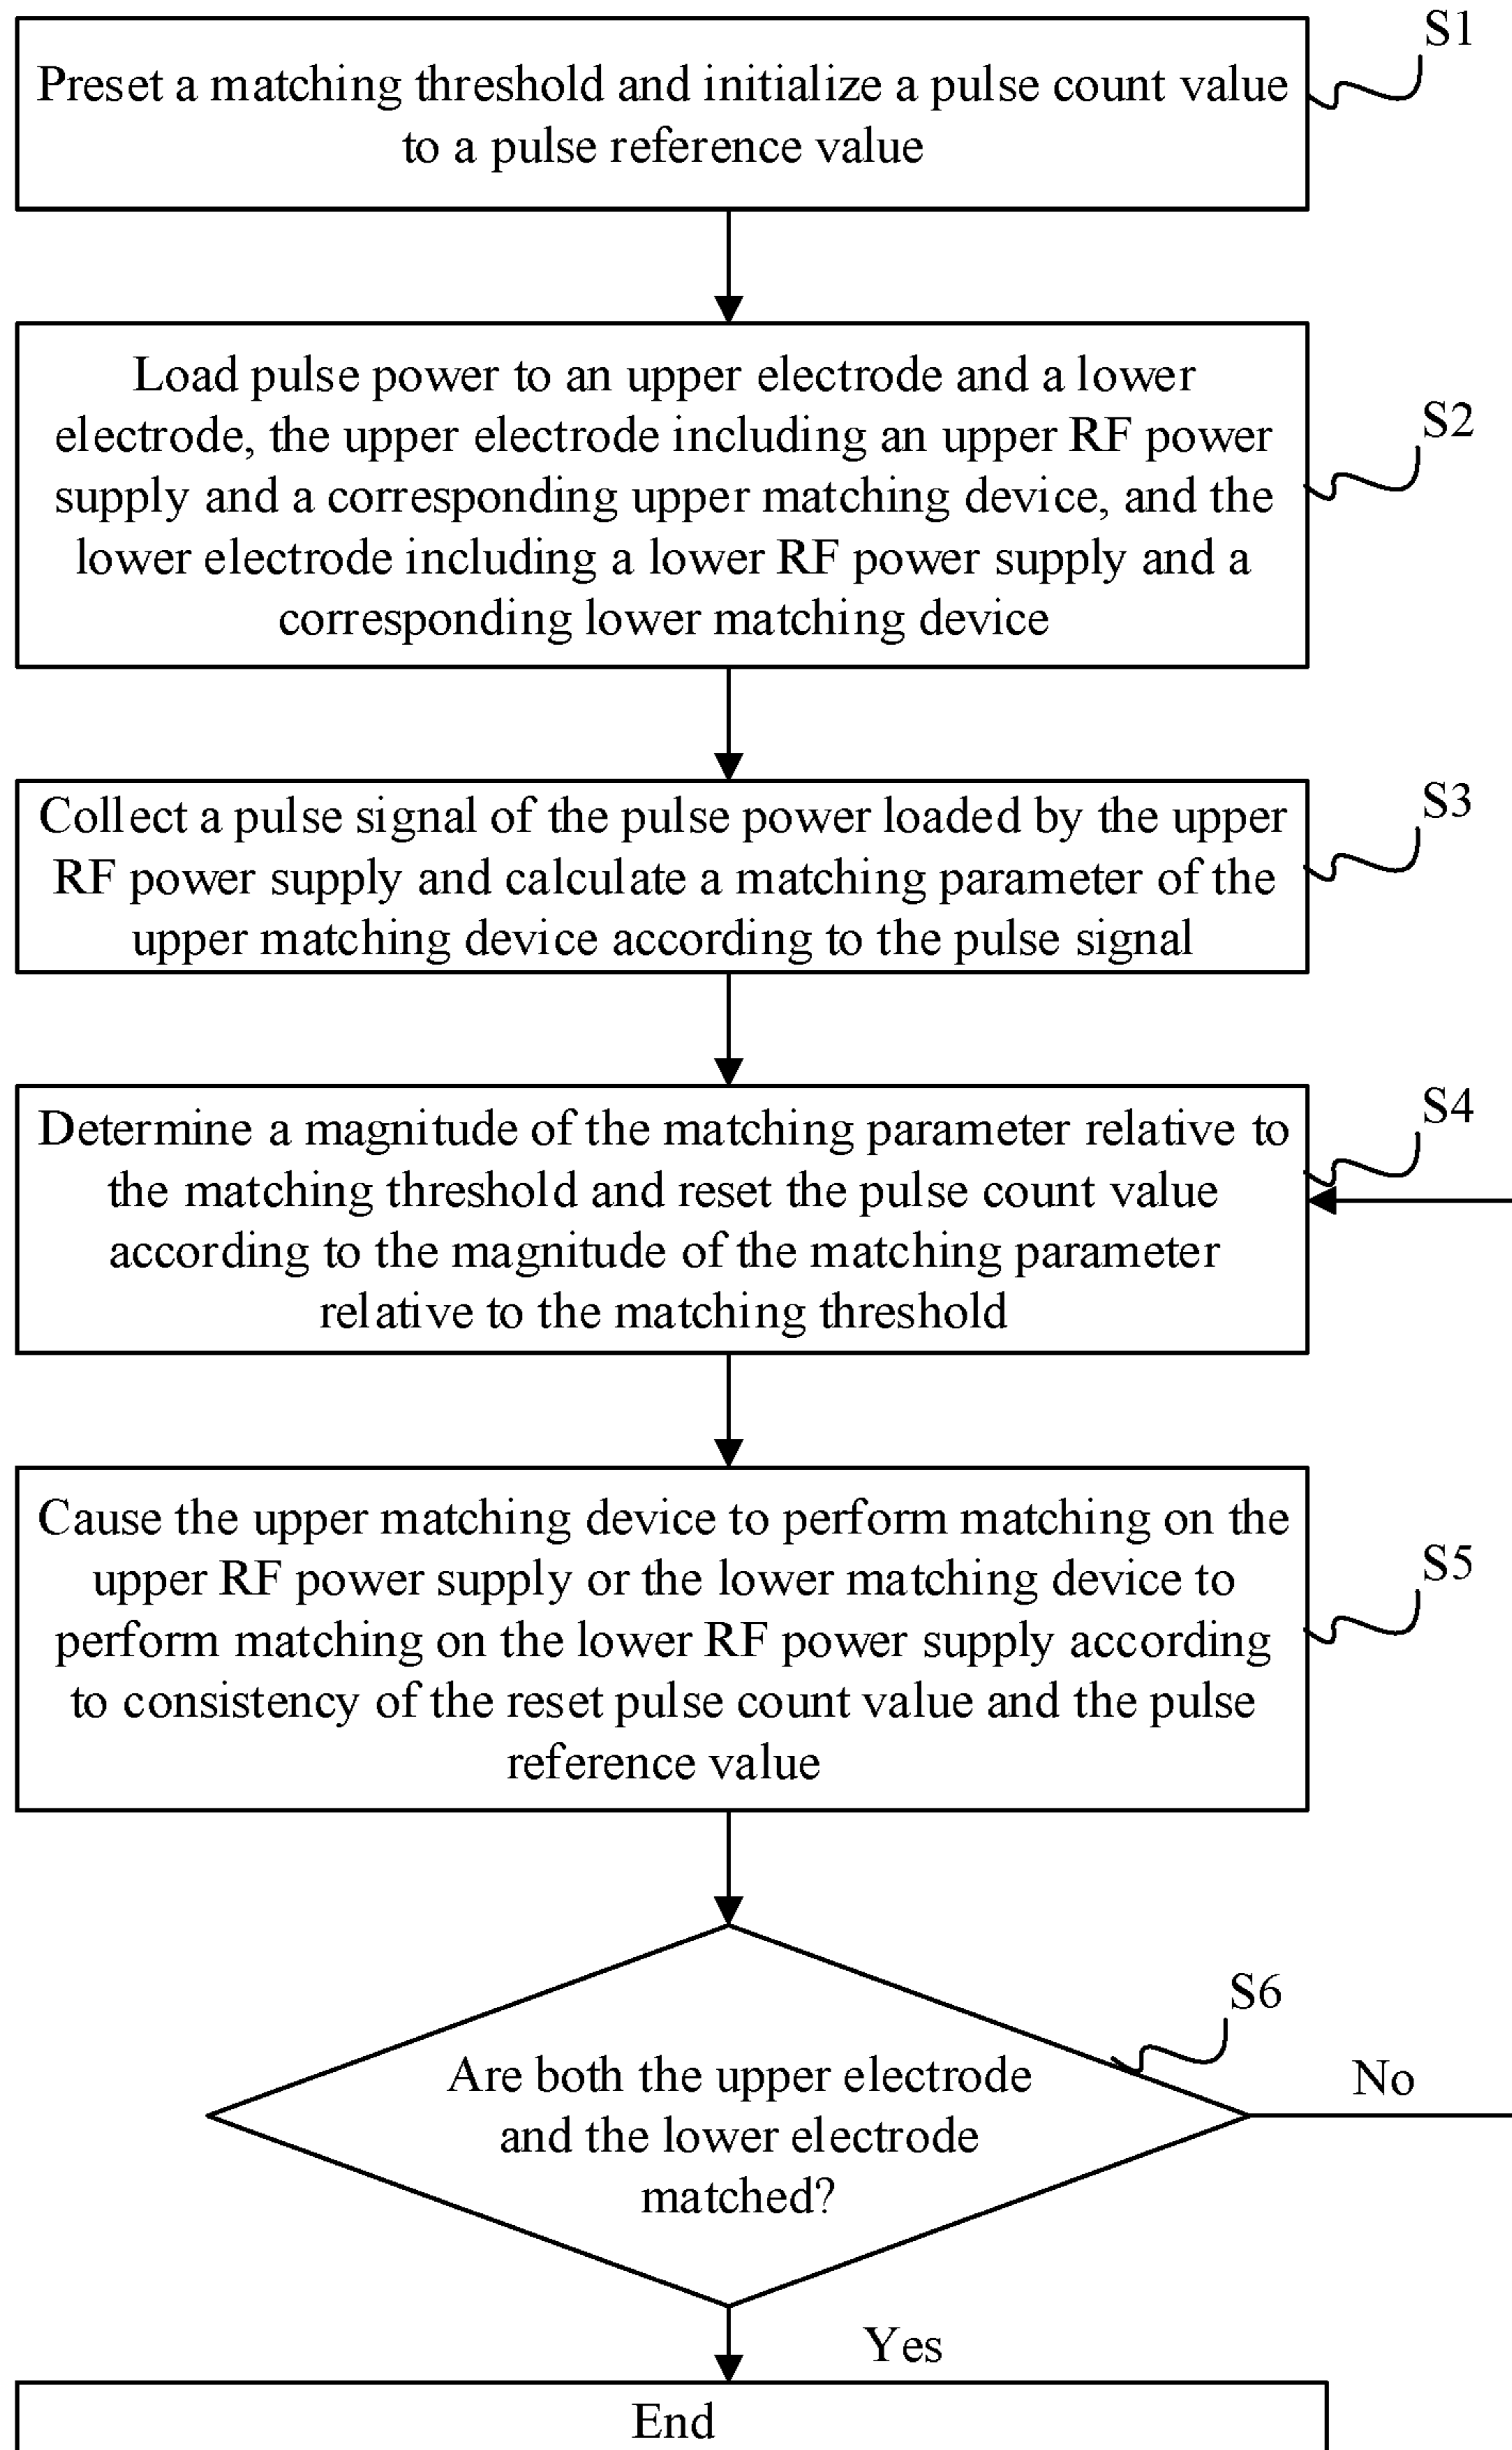 S1
Preset a matching threshold and initialize a pulse count value
to a pulse reference value
Load pulse power to an upper electrode and a lower
electrode, the upper electrode including an upper RF power
supply and a corresponding upper matching device, and the
lower electrode including a lower RF power supply and a
corresponding lower matching device
S2
Collect a pulse signal of the pulse power loaded by the upper
RF power supply and calculate a matching parameter of the
upper matching device according to the pulse signal
S3
Determine a magnitude of the matching parameter relative to
the matching threshold and reset the pulse count value
according to the magnitude of the matching parameter
relative to the matching threshold
S4
Cause the upper matching device to perform matching on the
upper RF power supply or the lower matching device to
perform matching on the lower RF power supply according
to consistency of the reset pulse count value and the pulse
reference value
S5
S6
Are both the upper electrode
and the lower electrode
matched?
No
Yes
End